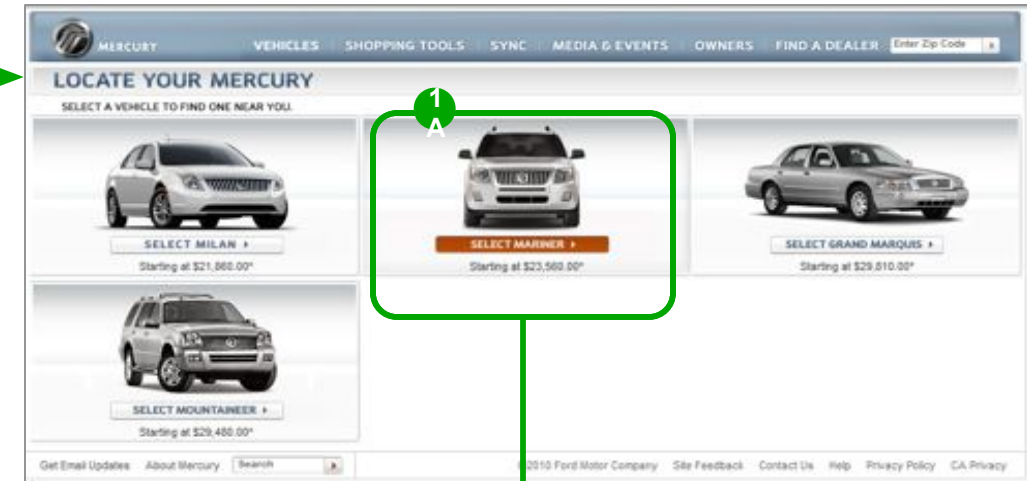 MERCURY VEHICLES SHOPPING TOOLS SYNC MEDIA & EVENTS OWNERS FIND A DEALER Enter Zip Code
LOCATE YOUR MERCURY
SELECT A VEHICLE TO FIND ONE NEAR YOU.
1
A
SELECT MILAN
Starting at $21,860.00*
SELECT MARINER
Starting at $23,560.00*
SELECT GRAND MARQUIS
Starting at $29,810.00*
SELECT MOUNTAINEER
Starting at $29,480.00*
Get Email Updates About Mercury Search ©2010 Ford Motor Company Site Feedback Contact Us Help Privacy Policy CA Privacy